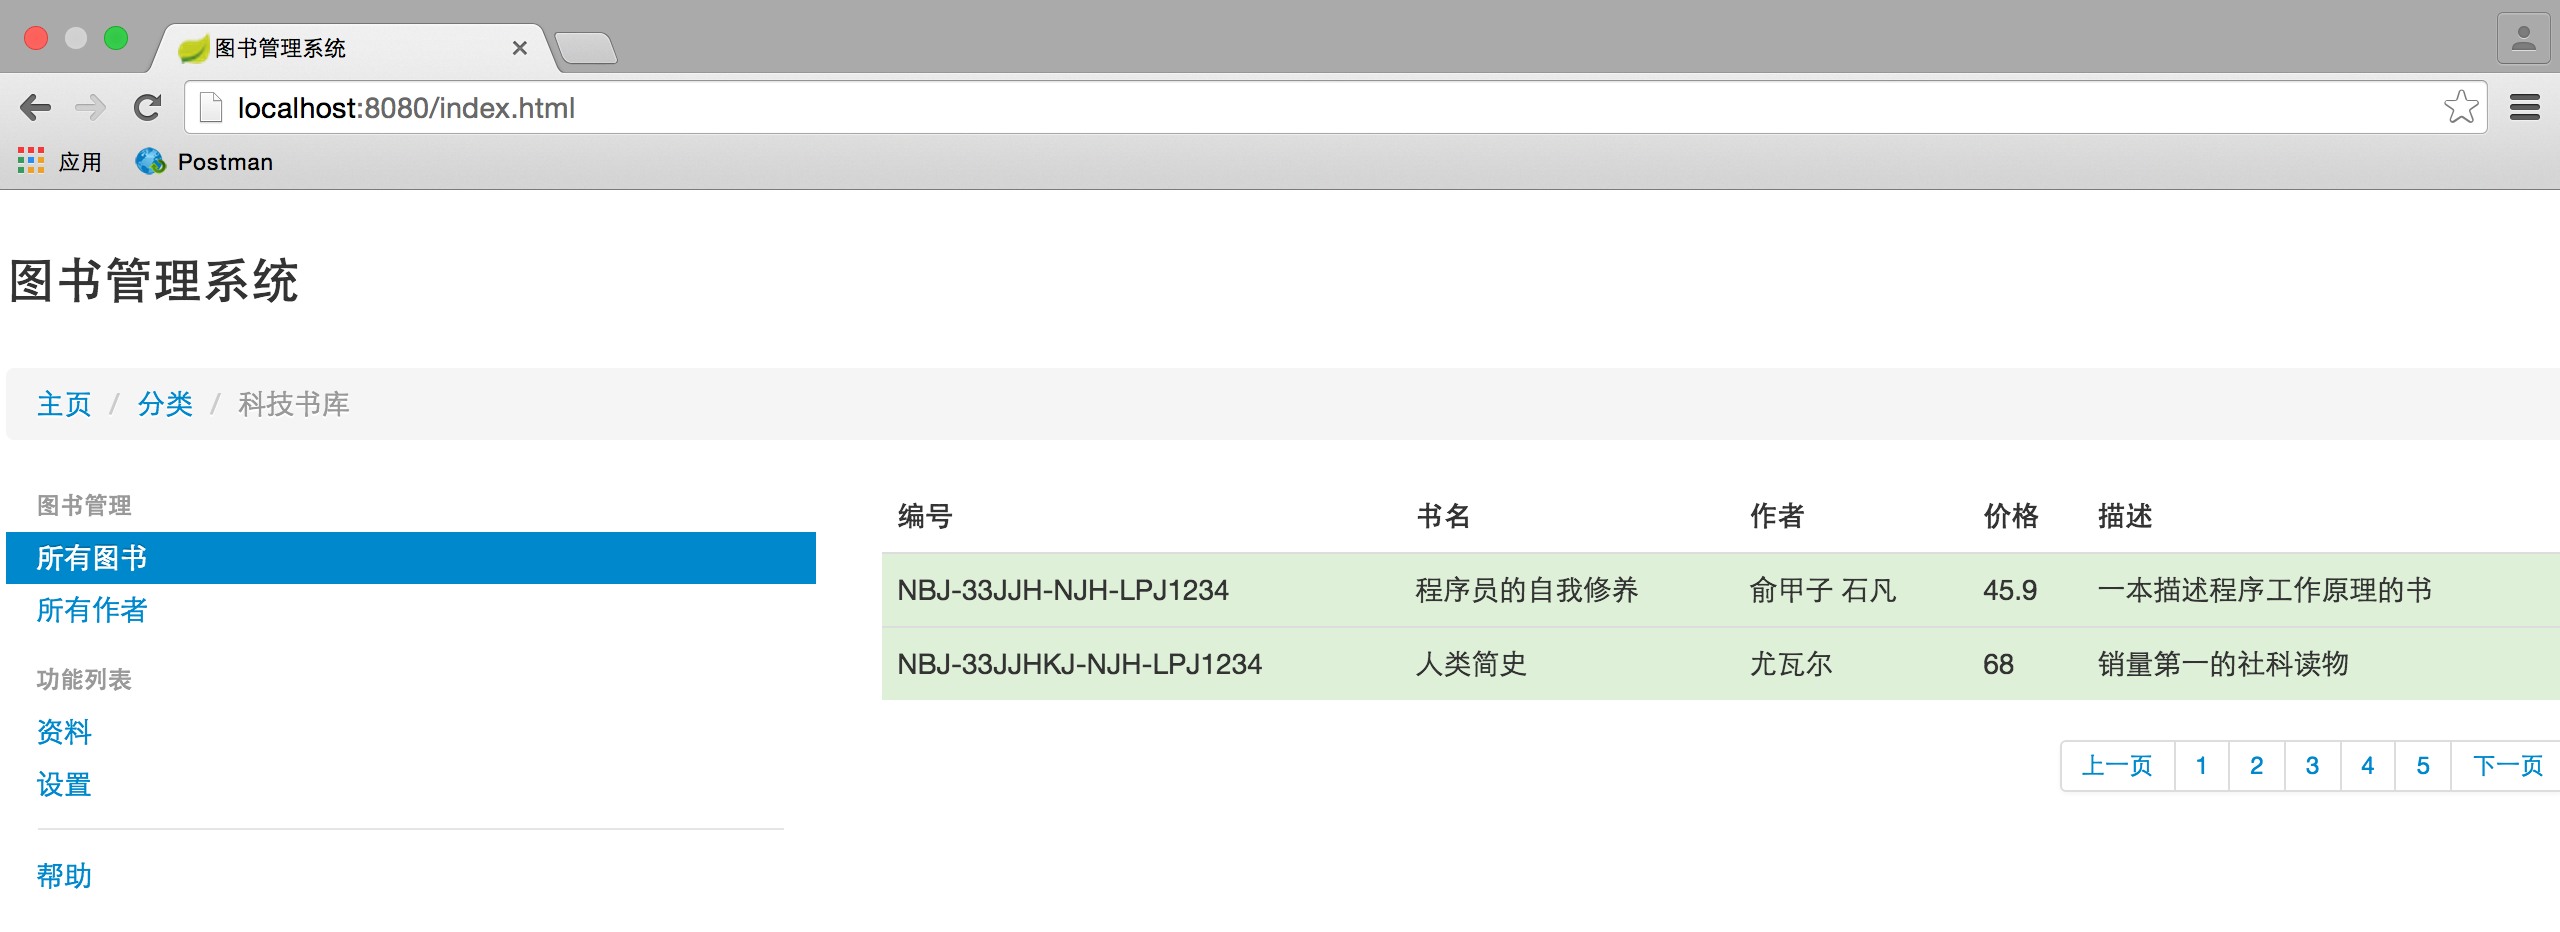 图书管理系统
localhost:8080/index.html
应用 Postman
图书管理系统
主页 / 分类 / 科技书库
图书管理
所有图书
所有作者
功能列表
资料
设置
帮助
编号 书名 作者 价格 描述
NBJ-33JJH-NJH-LPJ1234 程序员的自我修养 俞甲子 石凡 45.9 一本描述程序工作原理的书
NBJ-33JJHKJ-NJH-LPJ1234 人类简史 尤瓦尔 68 销量第一的社科读物
上一页 1 2 3 4 5 下一页